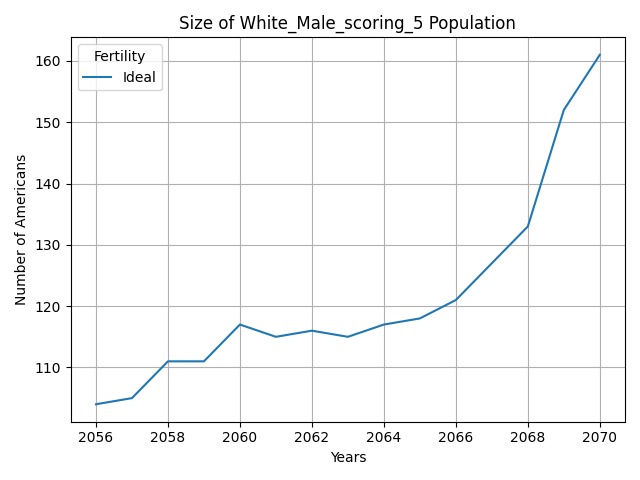 Size of White_Male_scoring_5 Population
Fertility
Ideal
Number of Americans
160
150
140
130
120
110
2056 2058 2060 2062 2064 2066 2068 2070
Years